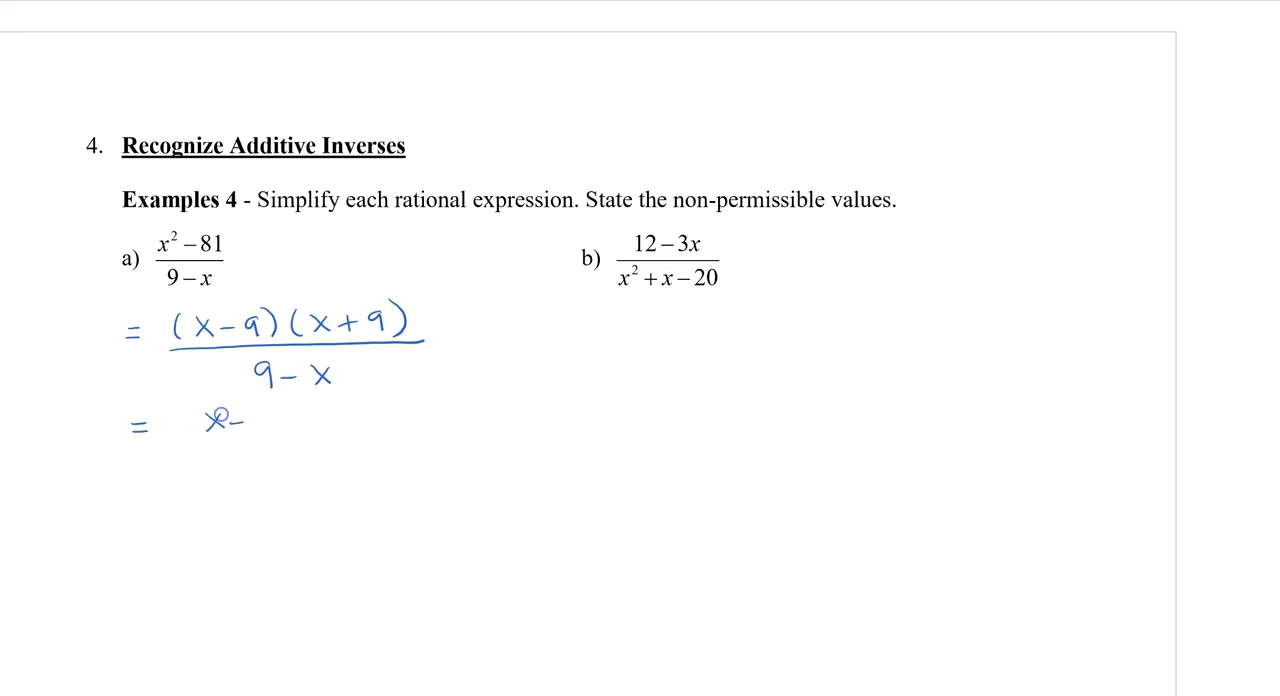 4. Recognize Additive Inverses
Examples 4 - Simplify each rational expression. State the non-permissible values.
a) x² – 81 / 9 – x
b) 12 – 3x / x² + x – 20
= (x – 9)(x + 9)
9 – x
= x –